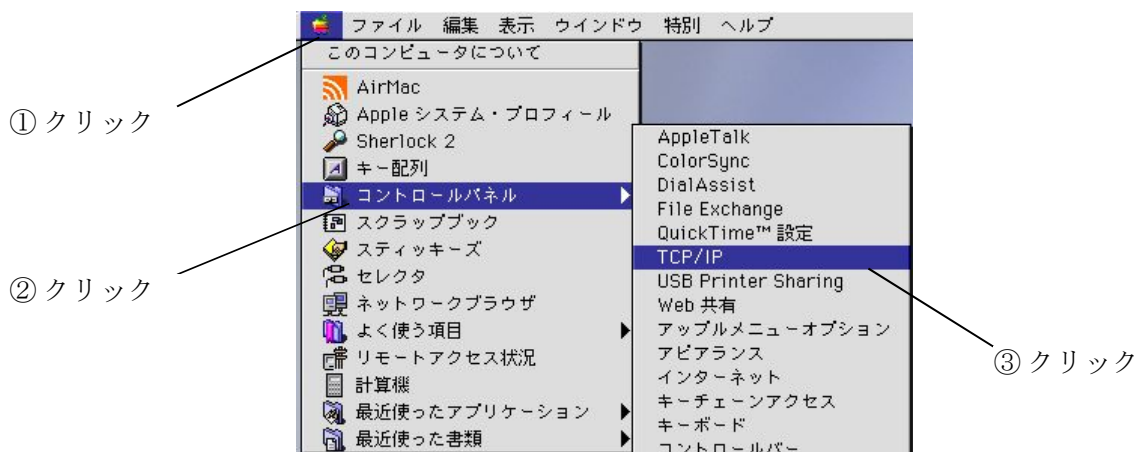 ファイル 編集 表示 ウインドウ 特別 ヘルプ
このコンピュータについて
AirMac
Apple システム・プロフィール
Sherlock 2
キー配列
コントロールパネル
スクラップブック
スティッキーズ
セレクタ
ネットワークブラウザ
よく使う項目
リモートアクセス状況
計算機
最近使ったアプリケーション
最近使った書類
AppleTalk
ColorSync
DialAssist
File Exchange
QuickTime™ 設定
TCP/IP
USB Printer Sharing
Web 共有
アップルメニューオプション
アピアランス
インターネット
キーチェーンアクセス
キーボード
コントロールバー
① クリック
② クリック
③ クリック